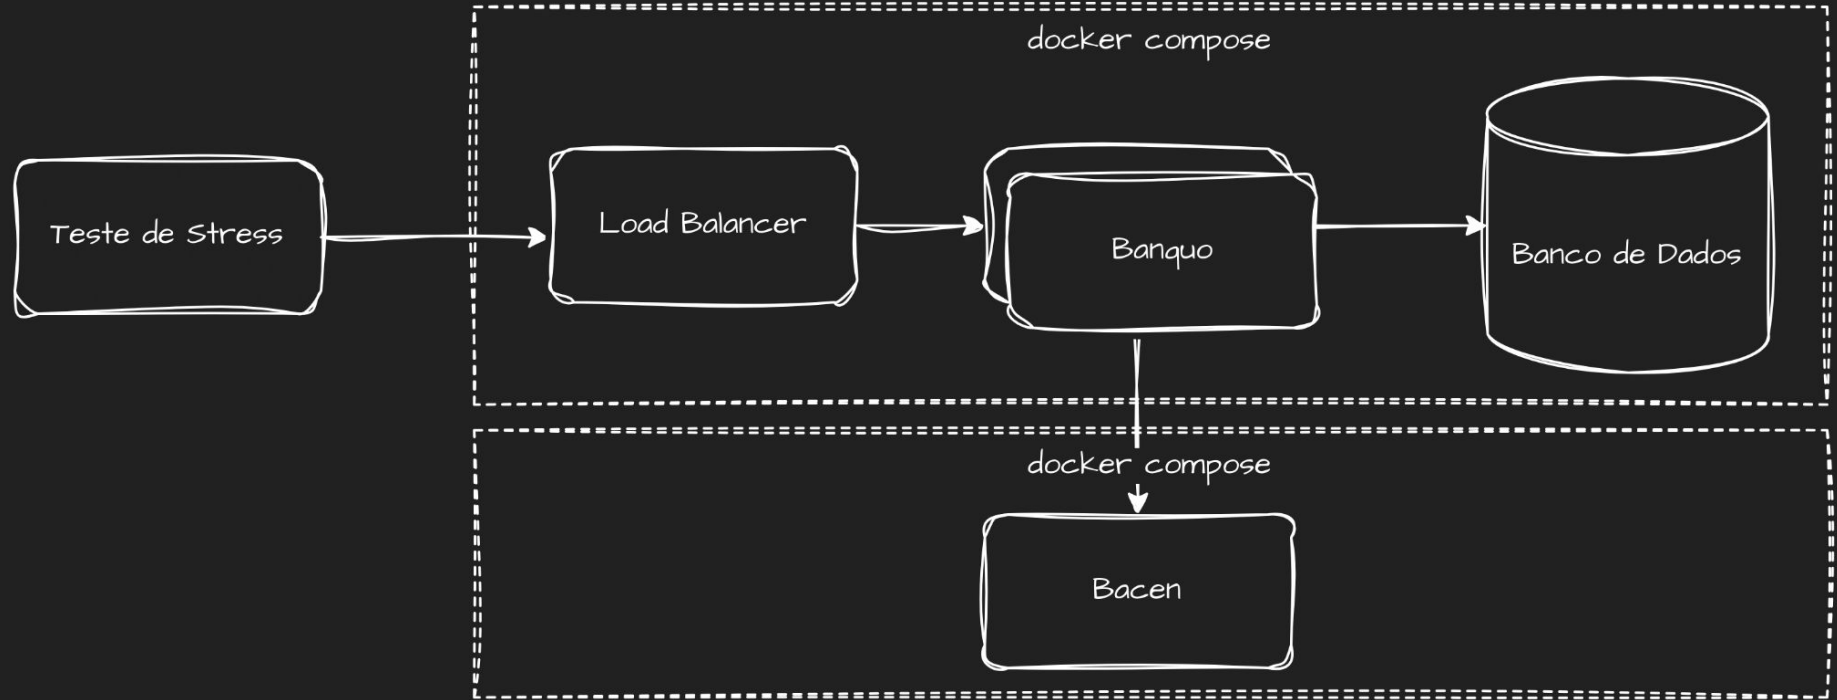 docker compose
Teste de Stress
Load Balancer
Banquo
Banco de Dados
docker compose
Bacen